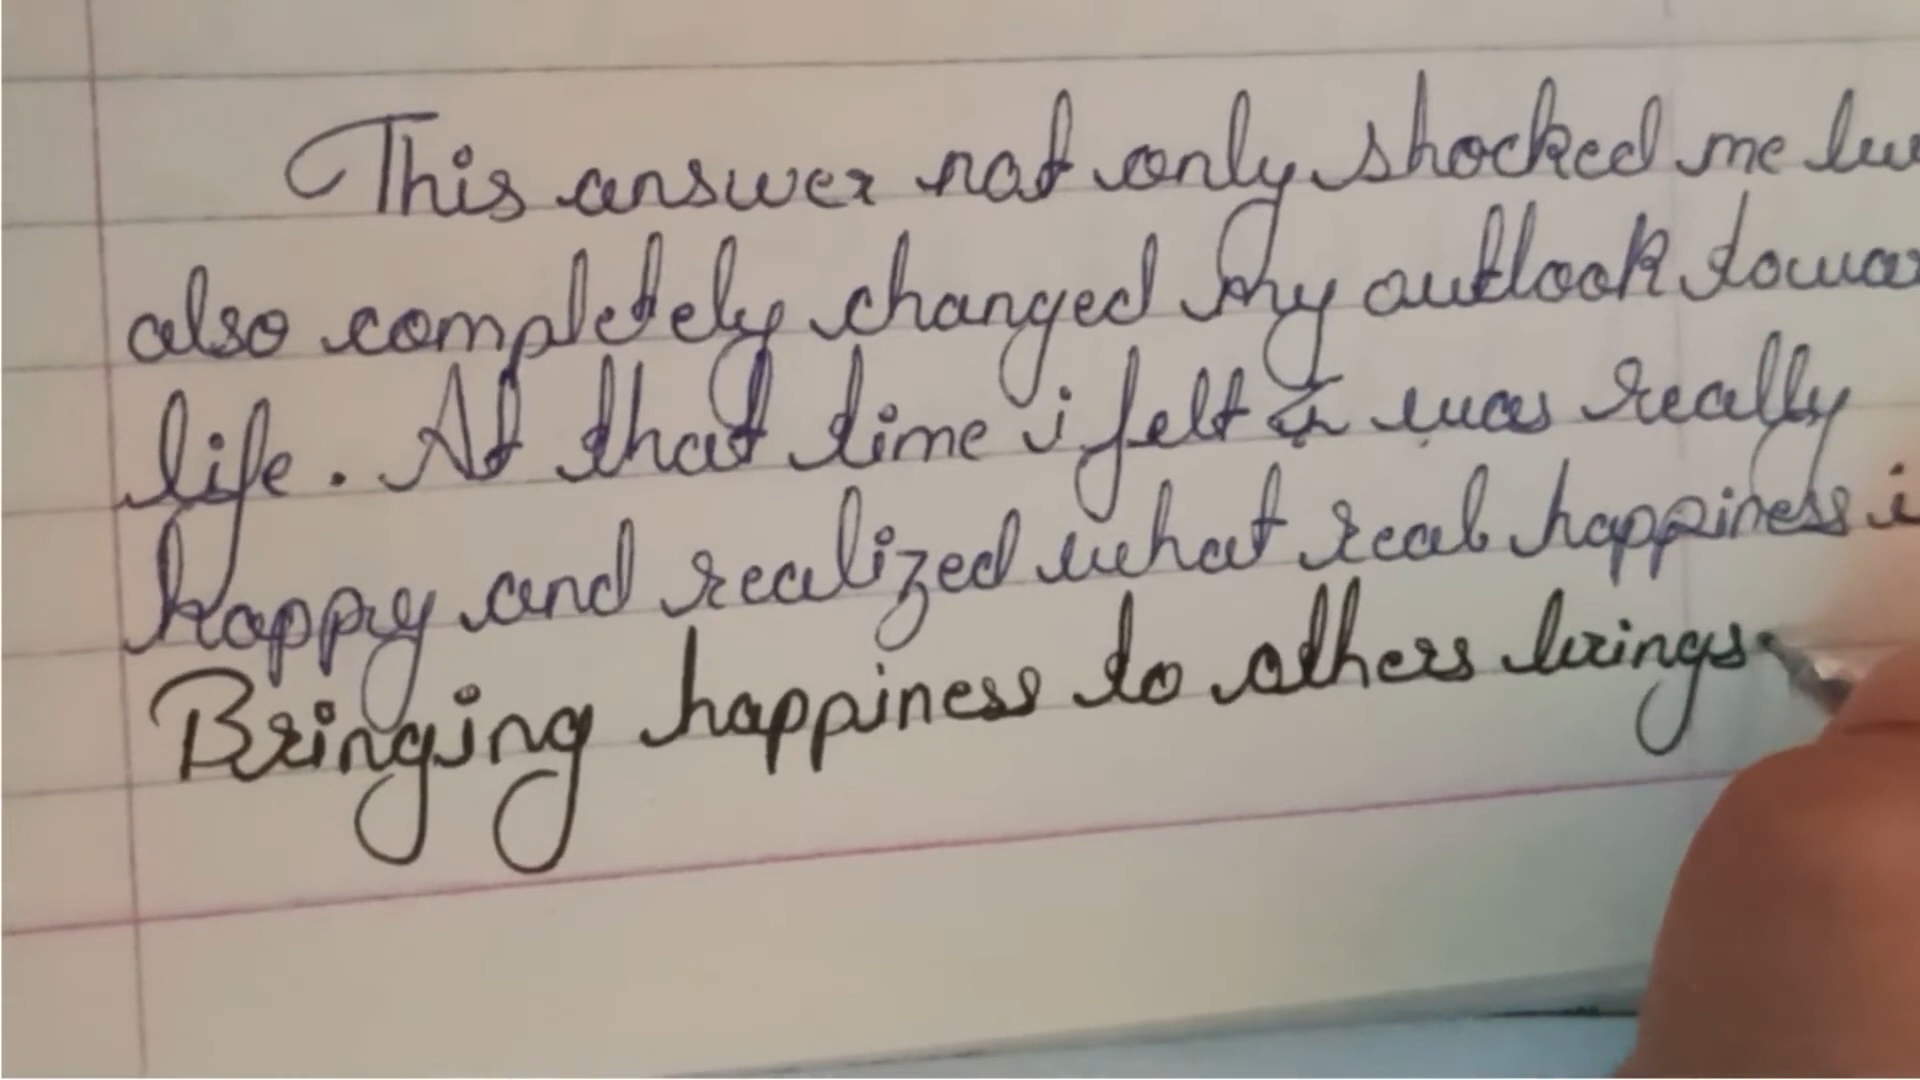 This answer not only shocked me bu
also completely changed my outlook towar
life. At that time i felt I was really
happy and realized what real happiness i
Bringing happiness to others brings